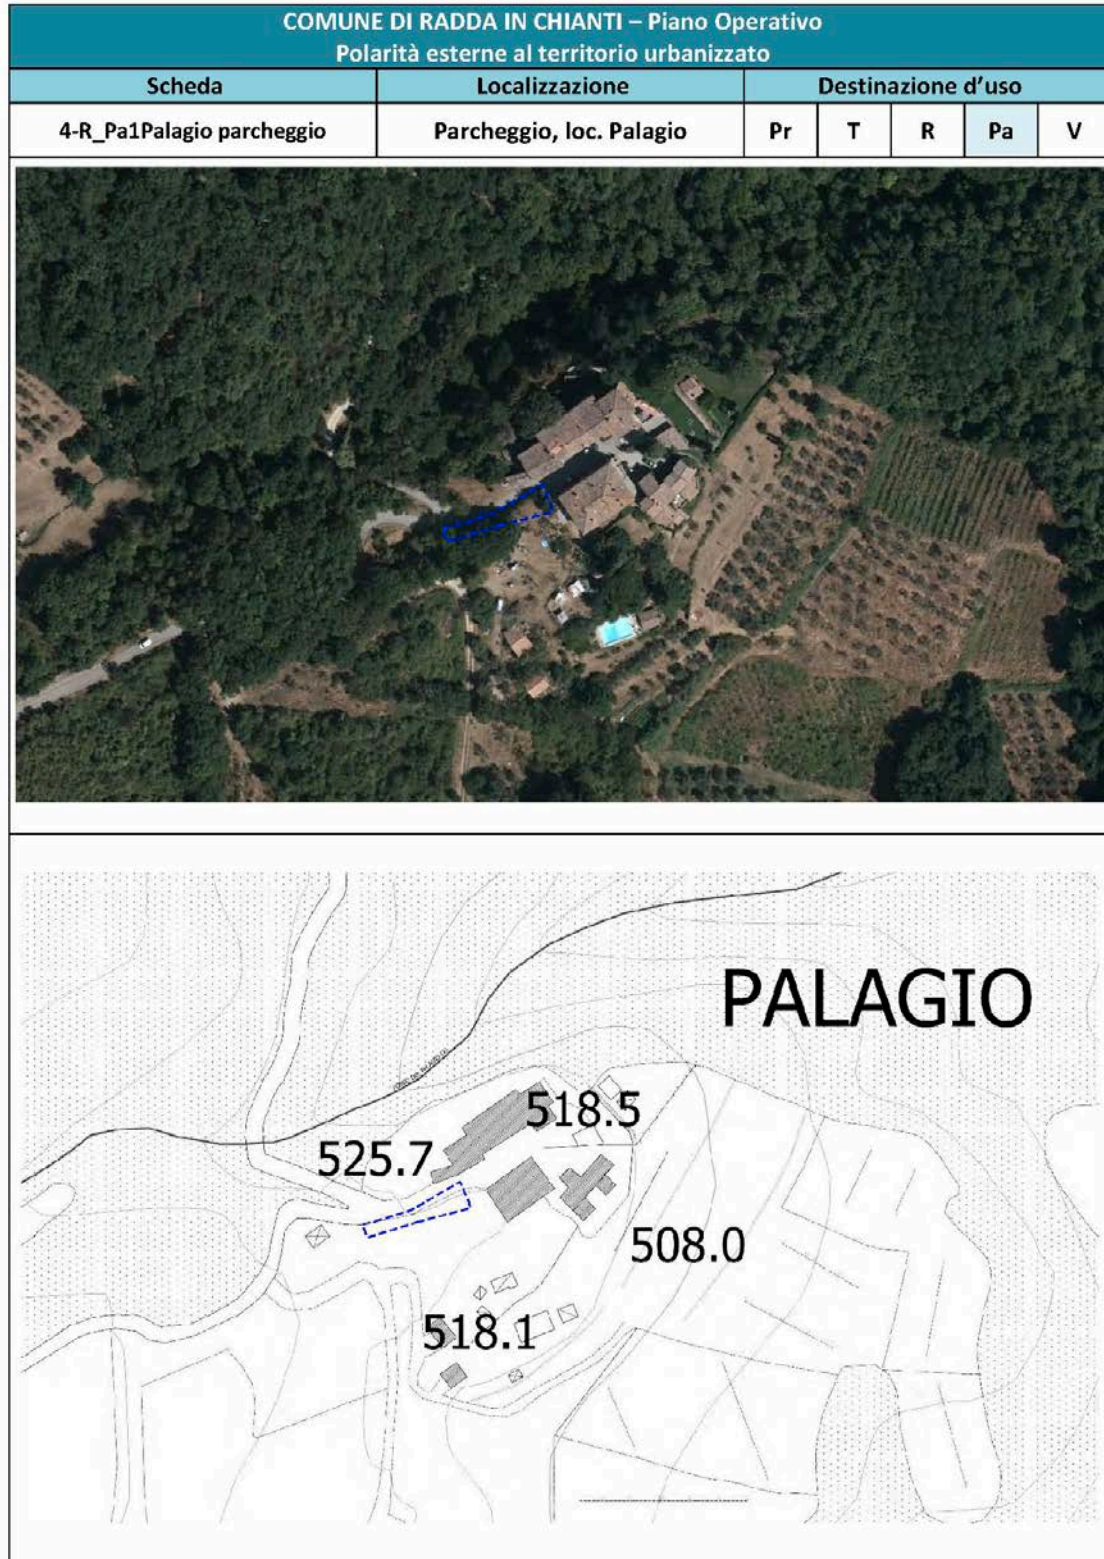 COMUNE DI RADDA IN CHIANTI – Piano Operativo
Polarità esterne al territorio urbanizzato
Scheda Localizzazione Destinazione d'uso
4-R_Pa1Palagio parcheggio Parcheggio, loc. Palagio Pr T R Pa V
PALAGIO
518.5
525.7
508.0
518.1